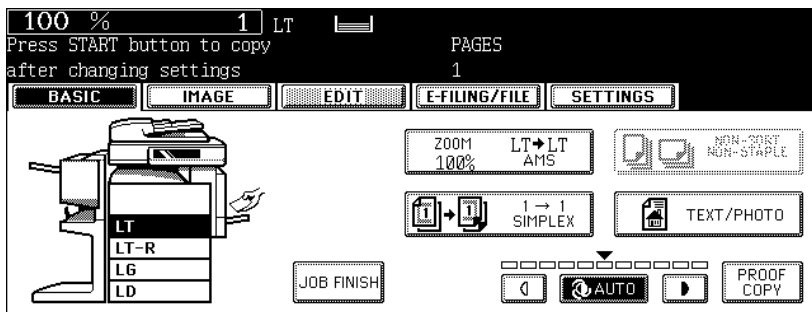 100 % 1 LT
Press START button to copy PAGES
after changing settings 1
BASIC IMAGE EDIT E-FILING/FILE SETTINGS
ZOOM LT→LT
100% AMS
NON-SORT
NON-STAPLE
1 1 1→1
SIMPLEX
TEXT/PHOTO
LT
LT-R
LG
LD
JOB FINISH
AUTO
PROOF
COPY